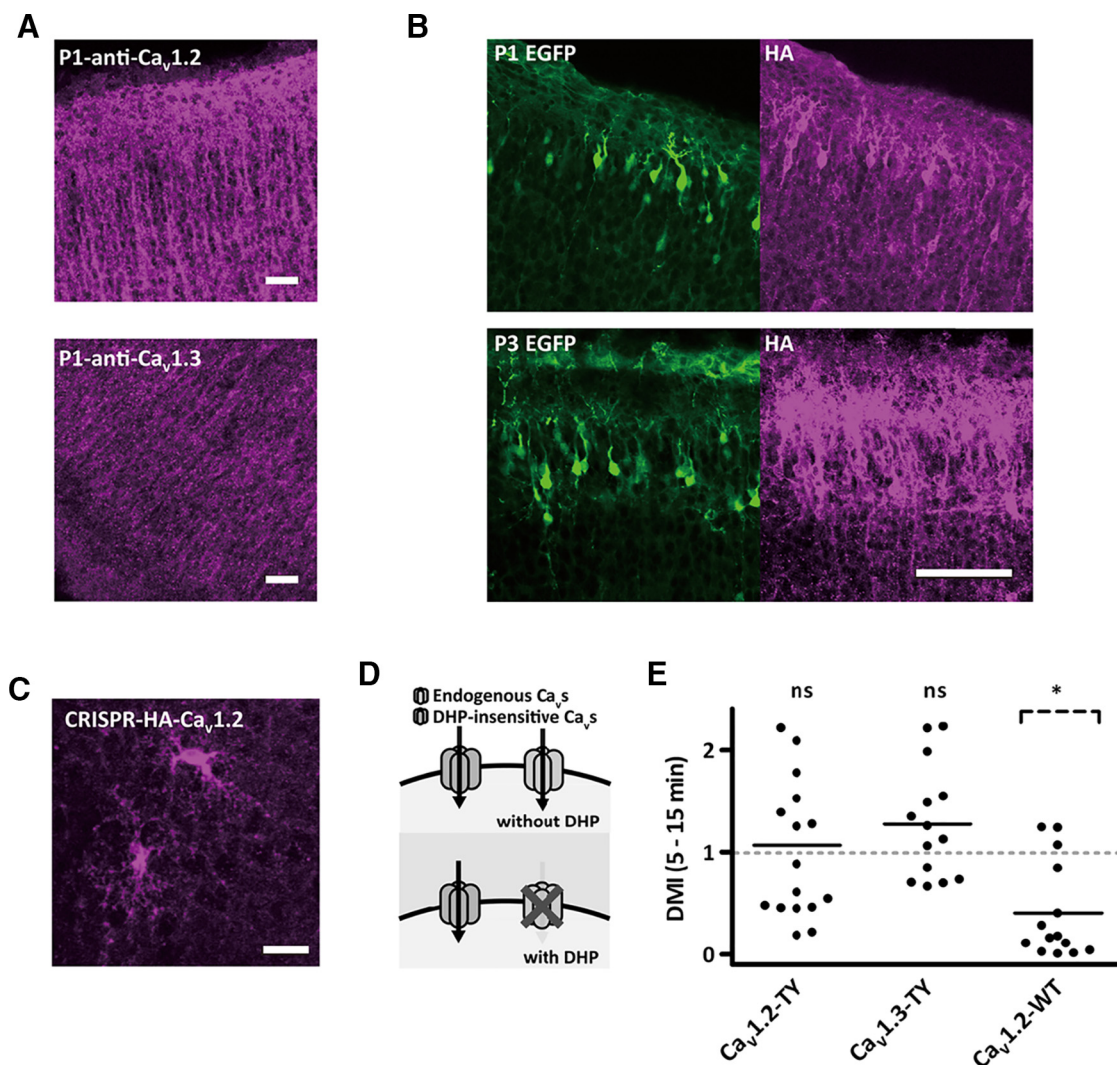 A
P1-anti-Cav1.2
P1-anti-Cav1.3
B
P1 EGFP
HA
P3 EGFP
HA
C
CRISPR-HA-Cav1.2
D
Endogenous Cavs
DHP-insensitive Cavs
without DHP
with DHP
E
ns
ns
*
DMI (5 - 15 min)
2
1
0
Cav1.2-TY
Cav1.3-TY
Cav1.2-WT